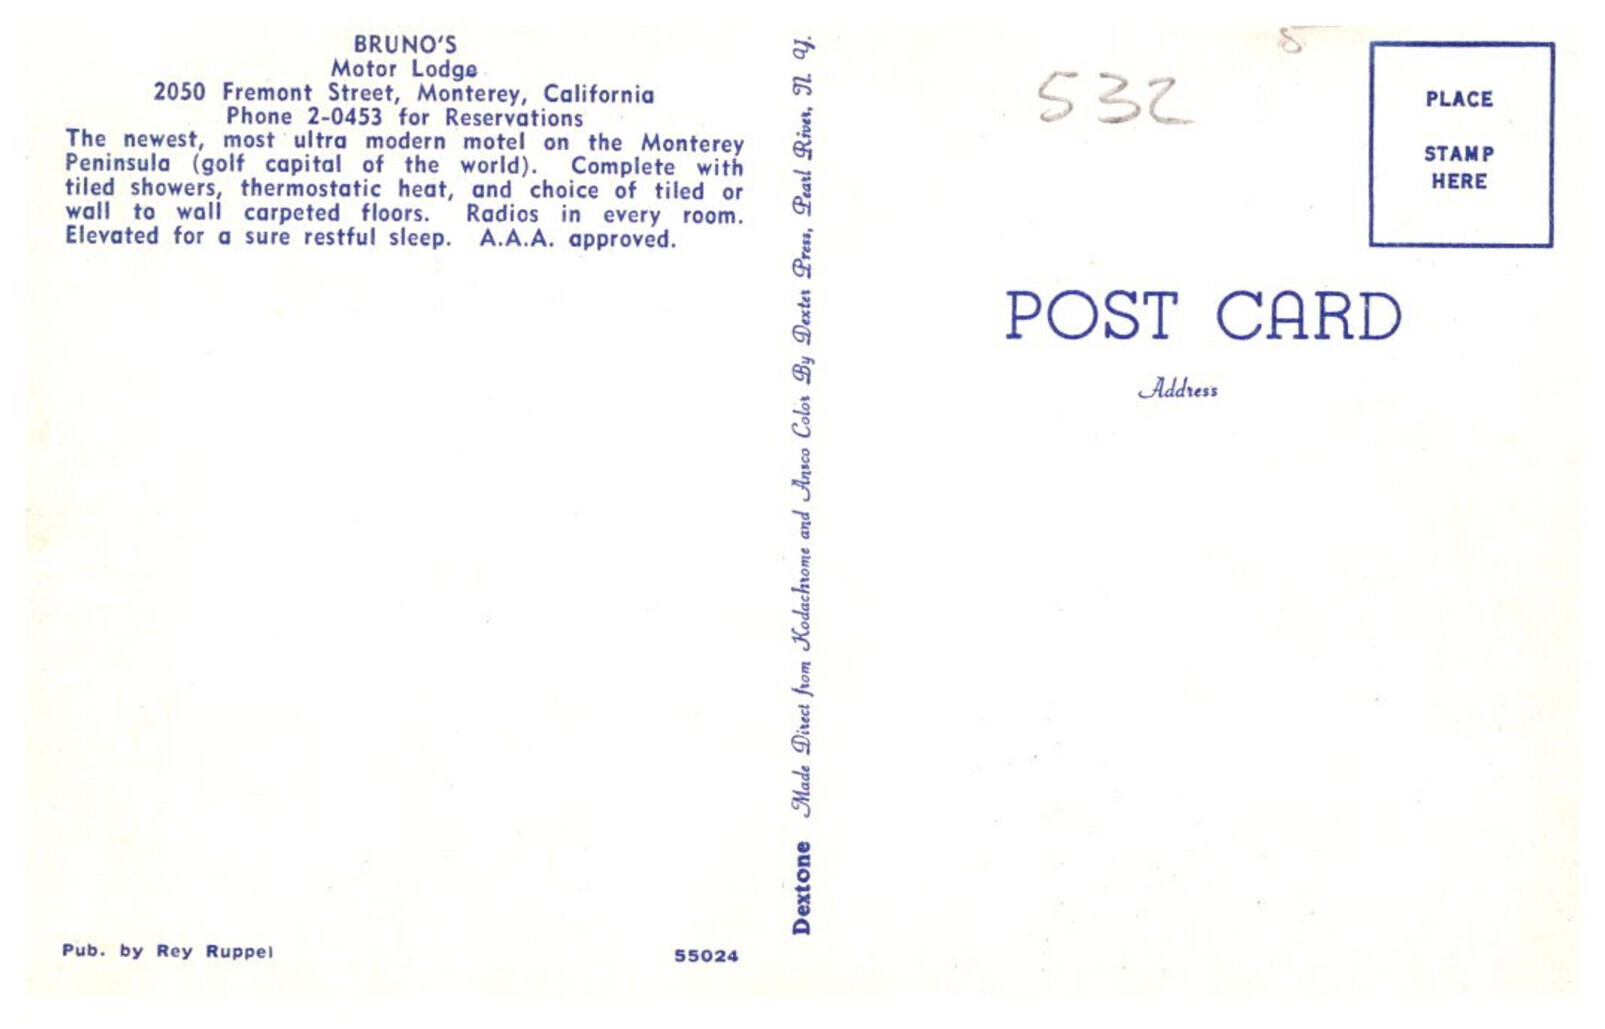 BRUNO'S
Motor Lodge
2050 Fremont Street, Monterey, California
Phone 2-0453 for Reservations
The newest, most ultra modern motel on the Monterey
Peninsula (golf capital of the world). Complete with
tiled showers, thermostatic heat, and choice of tiled or
wall to wall carpeted floors. Radios in every room.
Elevated for a sure restful sleep. A.A.A. approved.
Pub. by Rey Ruppel
55024
Dextone Made Direct from Kodachrome and Ansco Color By Dexter Press, Pearl River, N. Y.
532
PLACE
STAMP
HERE
POST CARD
Address